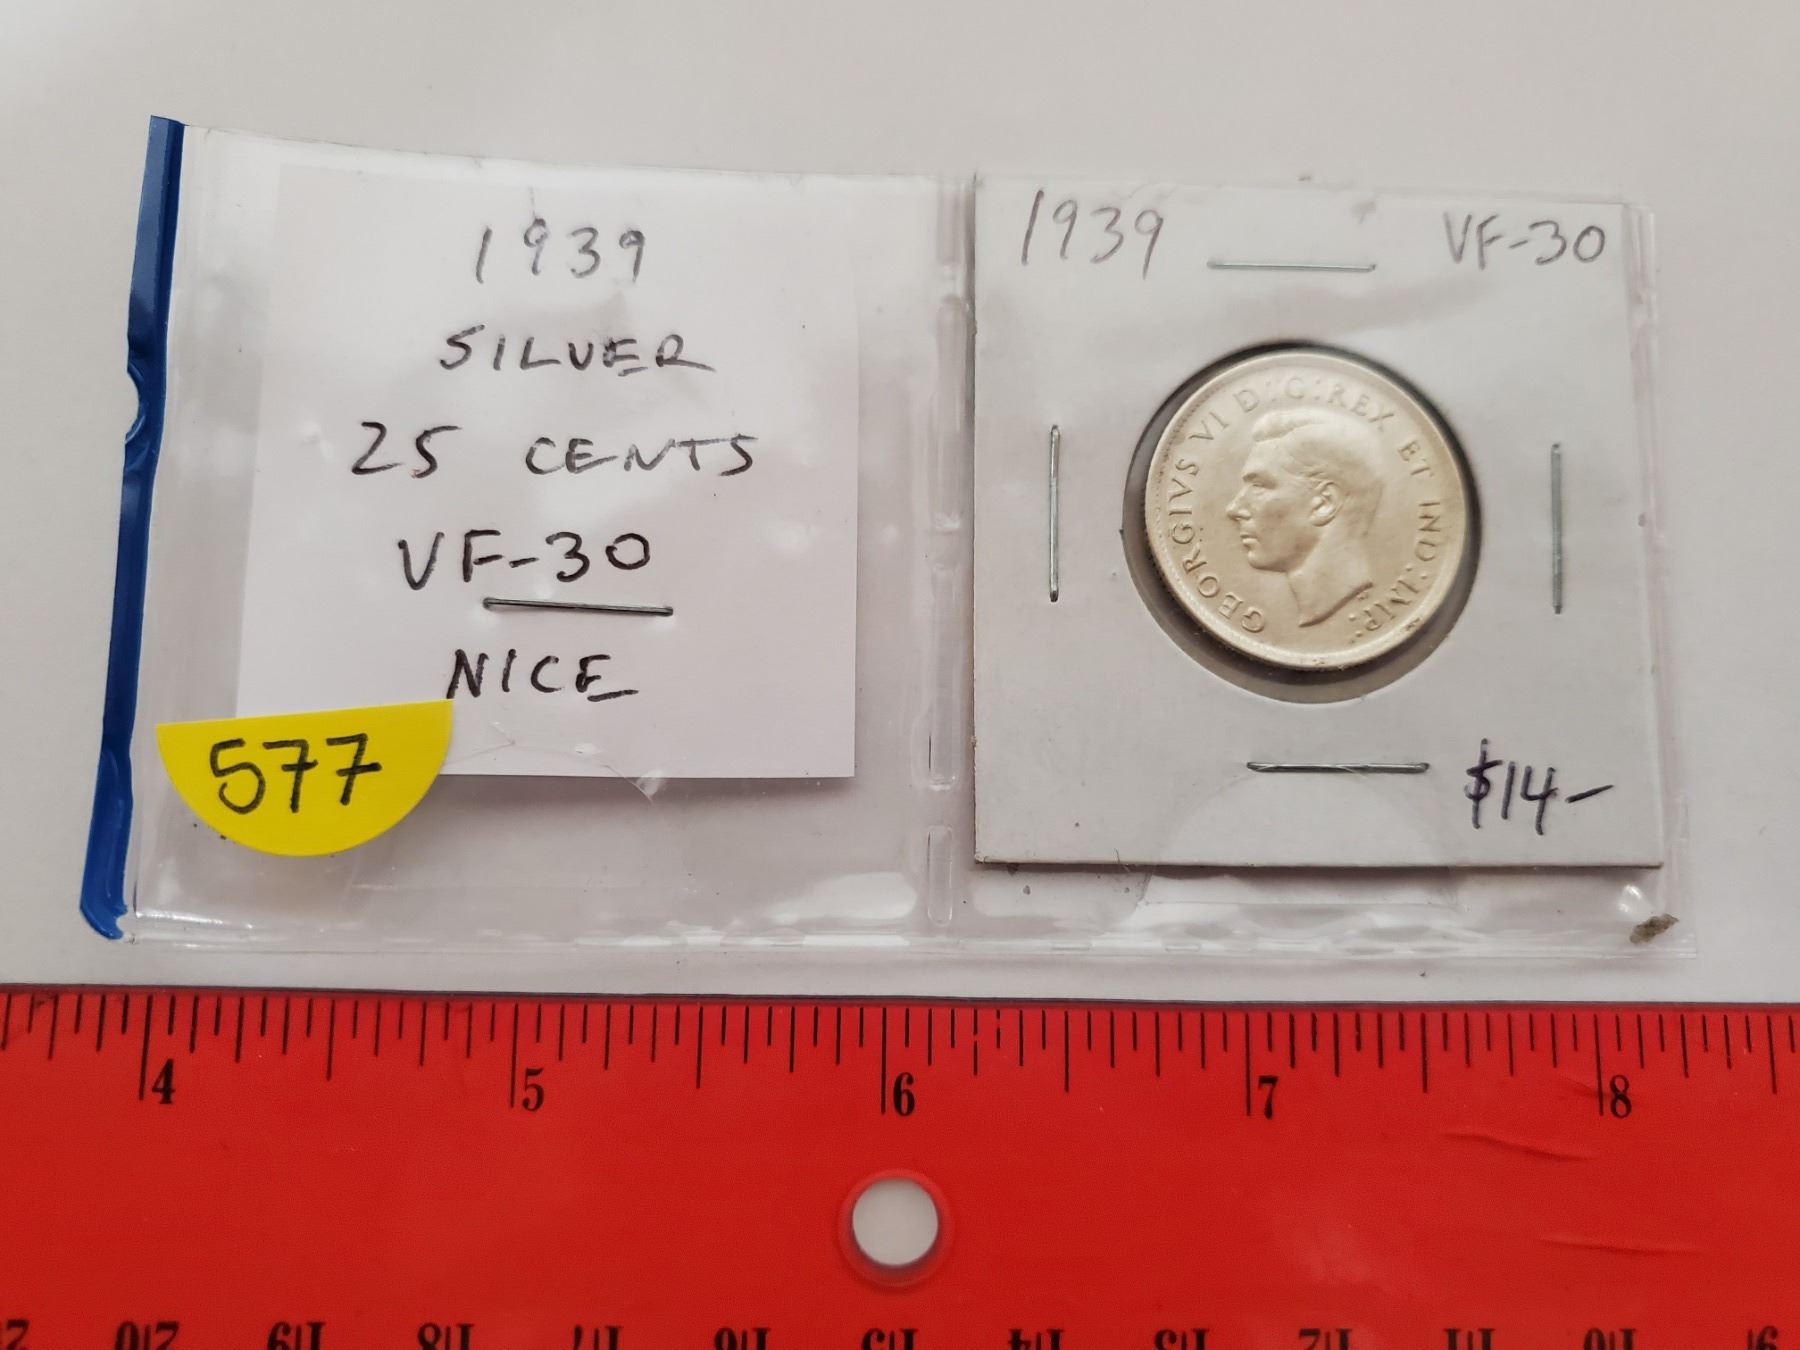 1939
SILVER
25 CENTS
VF-30
NICE
577
1939 VF-30
GEORGIVS VI D:G:REX ET IND:IMP:
$14-
4 5 6 7 8